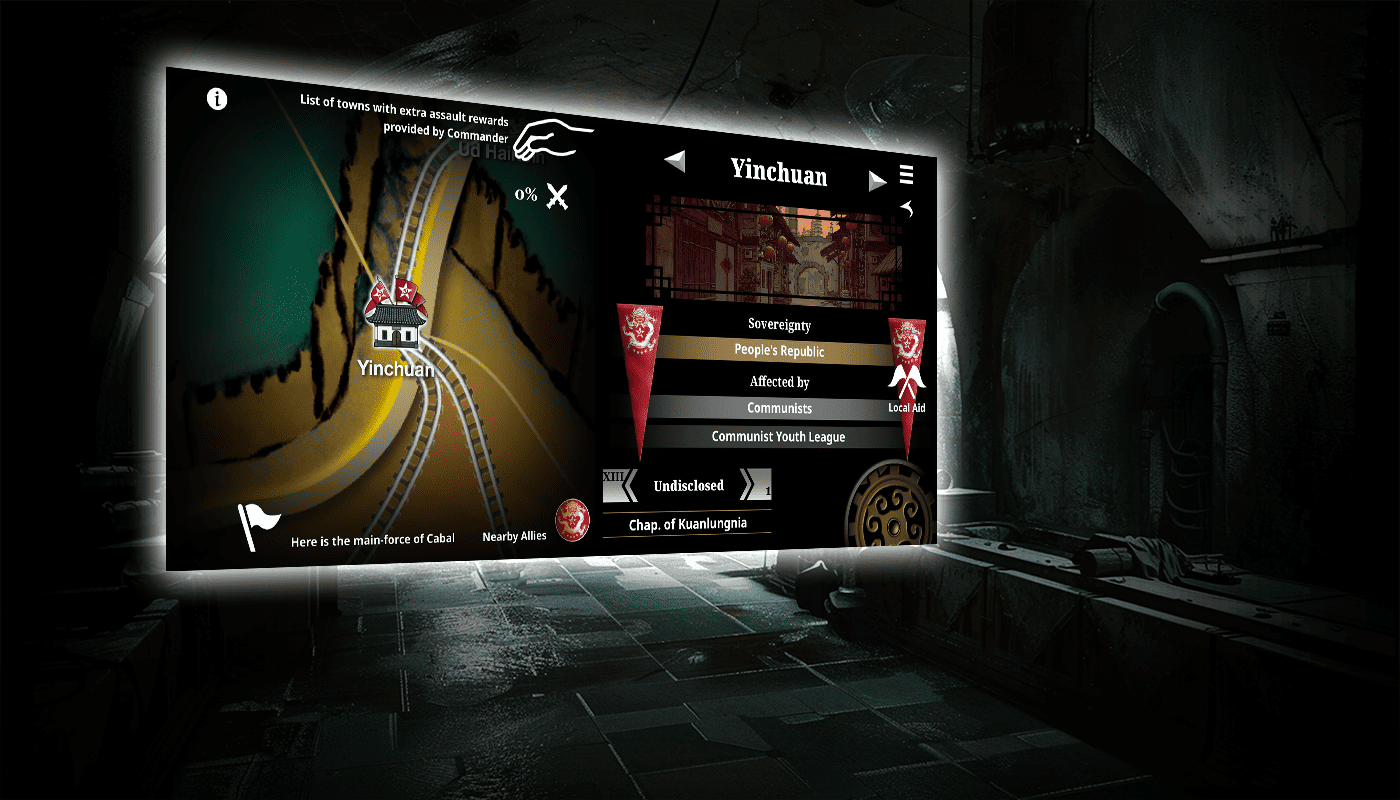 List of towns with extra assault rewards
provided by Commander
0%
Yinchuan
Here is the main-force of Cabal
Nearby Allies
Yinchuan
Sovereignty
People's Republic
Affected by
Communists
Communist Youth League
Local Aid
XIII
Undisclosed
1
Chap. of Kuanlungnia